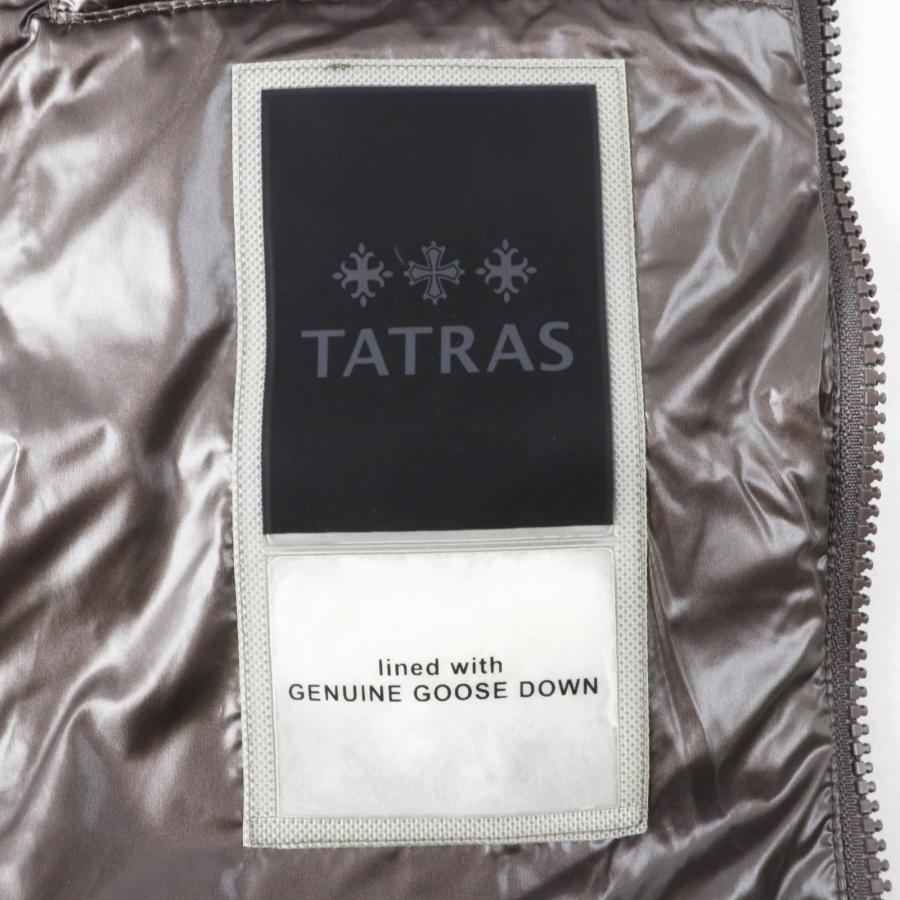 TATRAS
lined with
GENUINE GOOSE DOWN